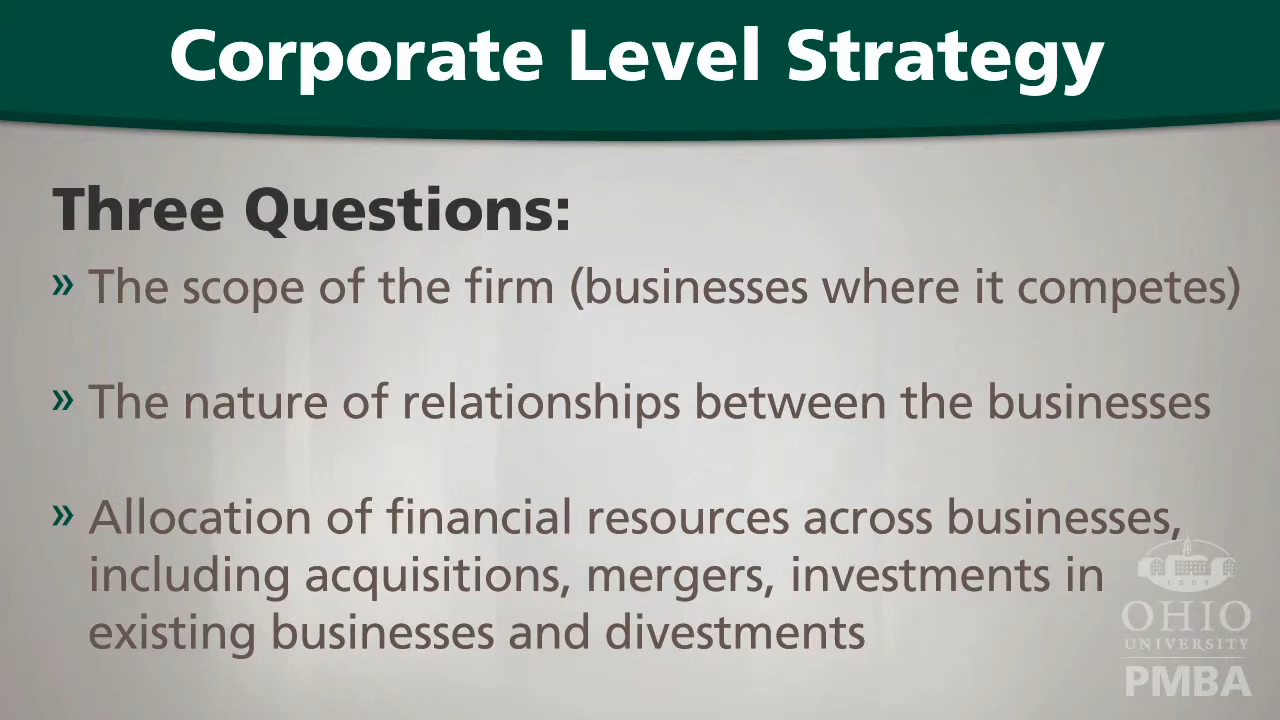 Corporate Level Strategy
Three Questions:
» The scope of the firm (businesses where it competes)
» The nature of relationships between the businesses
» Allocation of financial resources across businesses,
including acquisitions, mergers, investments in
existing businesses and divestments
1804
OHIO
UNIVERSITY
PMBA